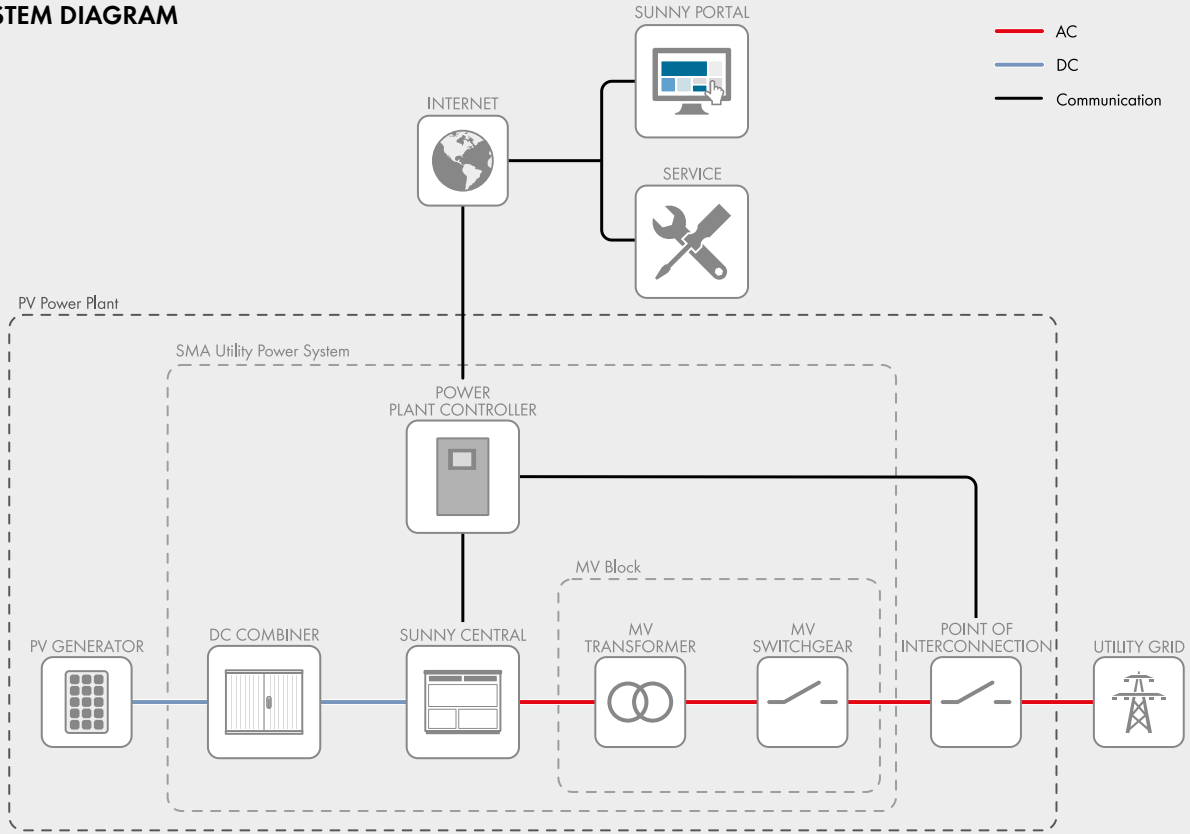 STEM DIAGRAM
SUNNY PORTAL
AC
DC
Communication
INTERNET
SERVICE
PV Power Plant
SMA Utility Power System
POWER
PLANT CONTROLLER
MV Block
PV GENERATOR
DC COMBINER
SUNNY CENTRAL
MV
TRANSFORMER
MV
SWITCHGEAR
POINT OF
INTERCONNECTION
UTILITY GRID